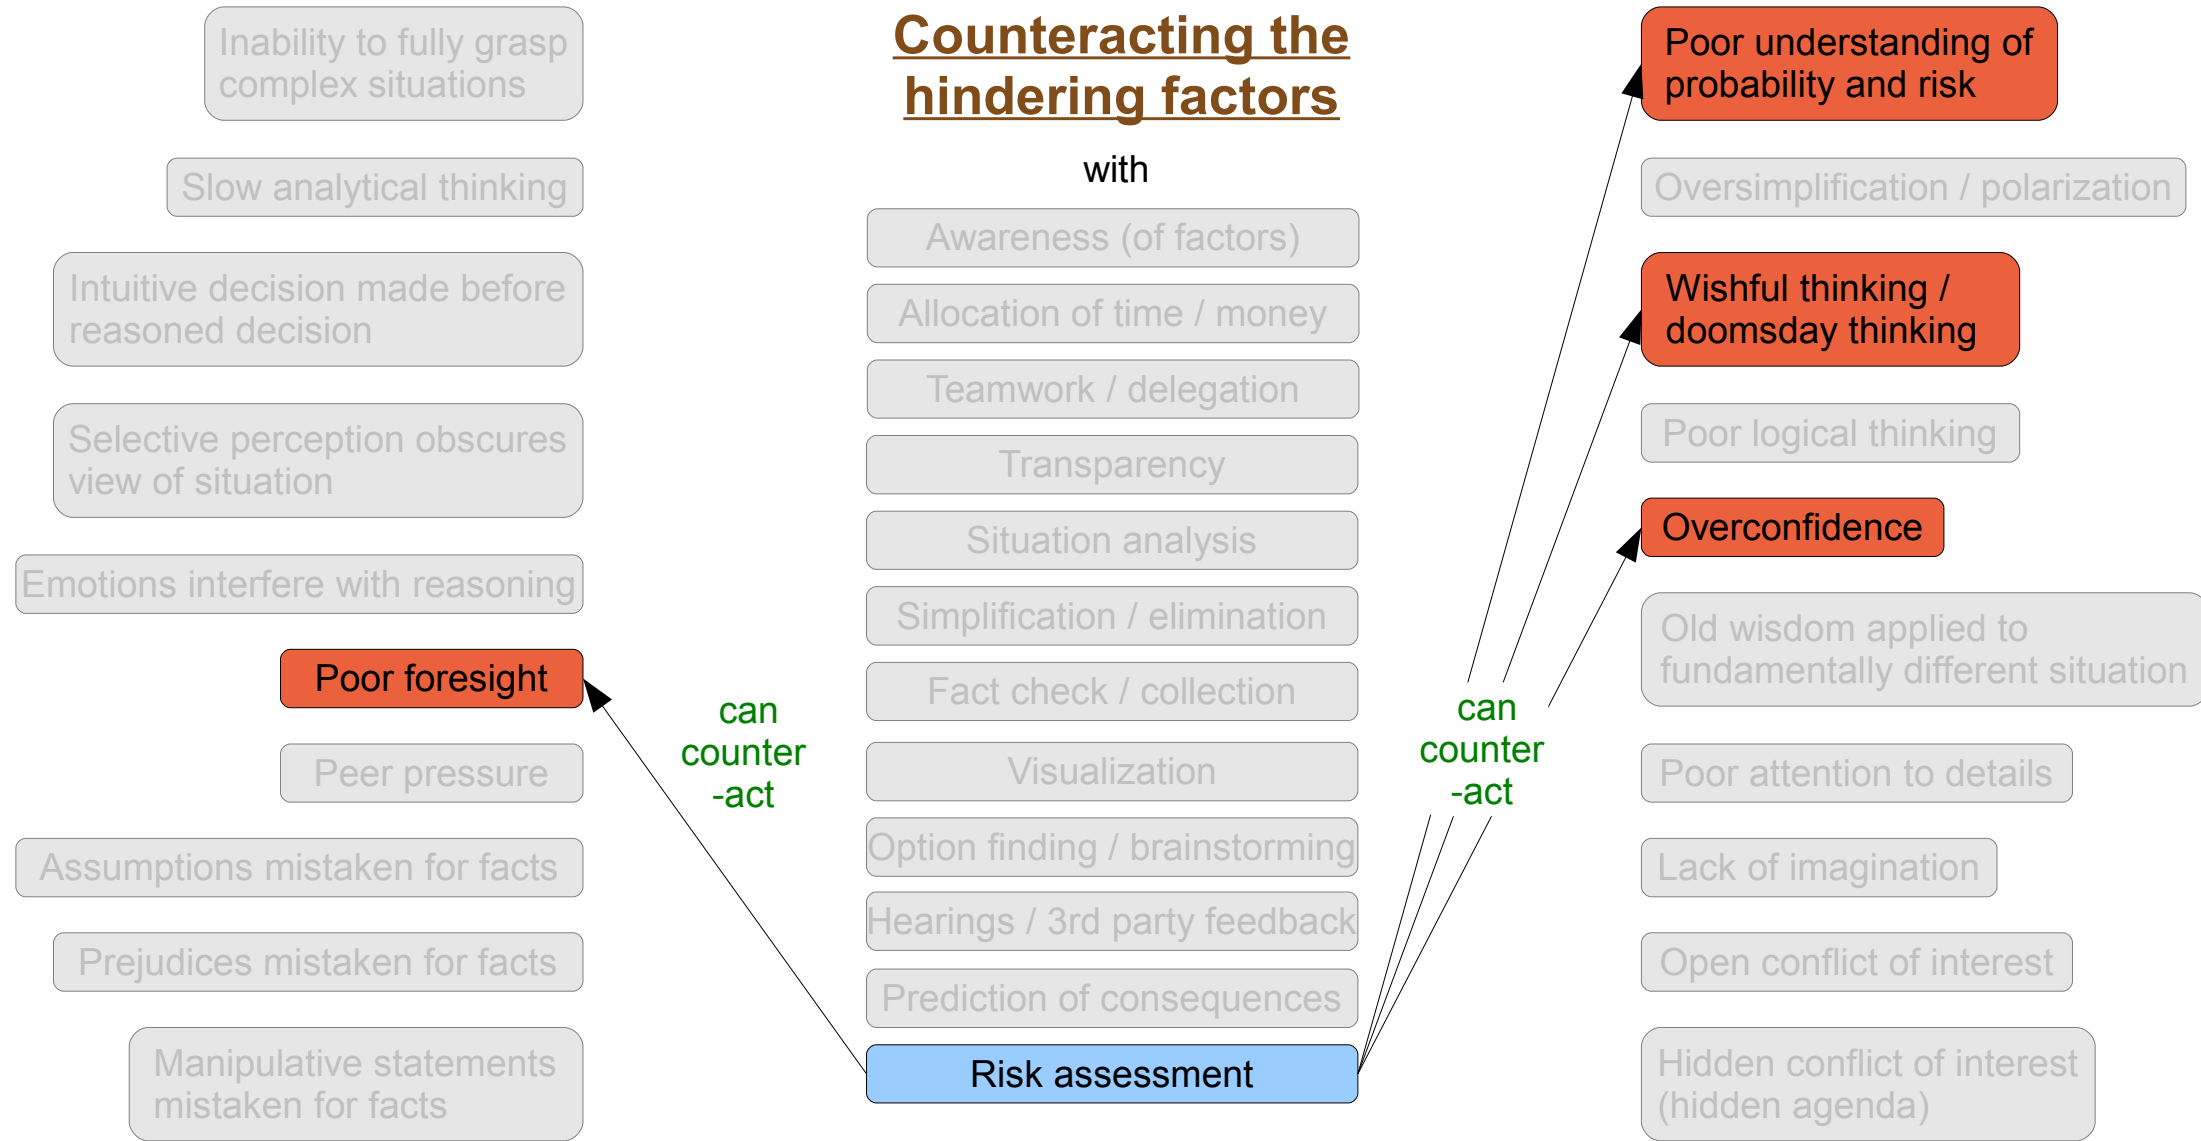 Counteracting the
hindering factors
with
Inability to fully grasp
complex situations
Slow analytical thinking
Intuitive decision made before
reasoned decision
Selective perception obscures
view of situation
Emotions interfere with reasoning
Poor foresight
Peer pressure
Assumptions mistaken for facts
Prejudices mistaken for facts
Manipulative statements
mistaken for facts
can
counter
-act
Awareness (of factors)
Allocation of time / money
Teamwork / delegation
Transparency
Situation analysis
Simplification / elimination
Fact check / collection
Visualization
Option finding / brainstorming
Hearings / 3rd party feedback
Prediction of consequences
Risk assessment
can
counter
-act
Poor understanding of
probability and risk
Oversimplification / polarization
Wishful thinking /
doomsday thinking
Poor logical thinking
Overconfidence
Old wisdom applied to
fundamentally different situation
Poor attention to details
Lack of imagination
Open conflict of interest
Hidden conflict of interest
(hidden agenda)